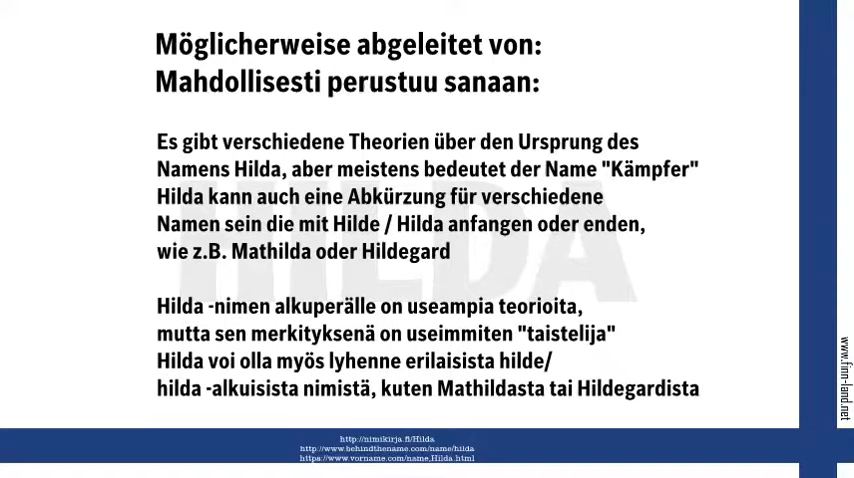 Möglicherweise abgeleitet von:
Mahdollisesti perustuu sanaan:
Es gibt verschiedene Theorien über den Ursprung des
Namens Hilda, aber meistens bedeutet der Name "Kämpfer"
Hilda kann auch eine Abkürzung für verschiedene
Namen sein die mit Hilde / Hilda anfangen oder enden,
wie z.B. Mathilda oder Hildegard
Hilda -nimen alkuperälle on useampia teorioita,
mutta sen merkityksenä on useimmiten "taistelija"
Hilda voi olla myös lyhenne erilaisista hilde/
hilda -alkuisista nimistä, kuten Mathildasta tai Hildegardista
HILDA
www.finn-land.net
http://nimikirja.fi/Hilda
http://www.behindthename.com/name/hilda
https://www.vorname.com/name,Hilda.html